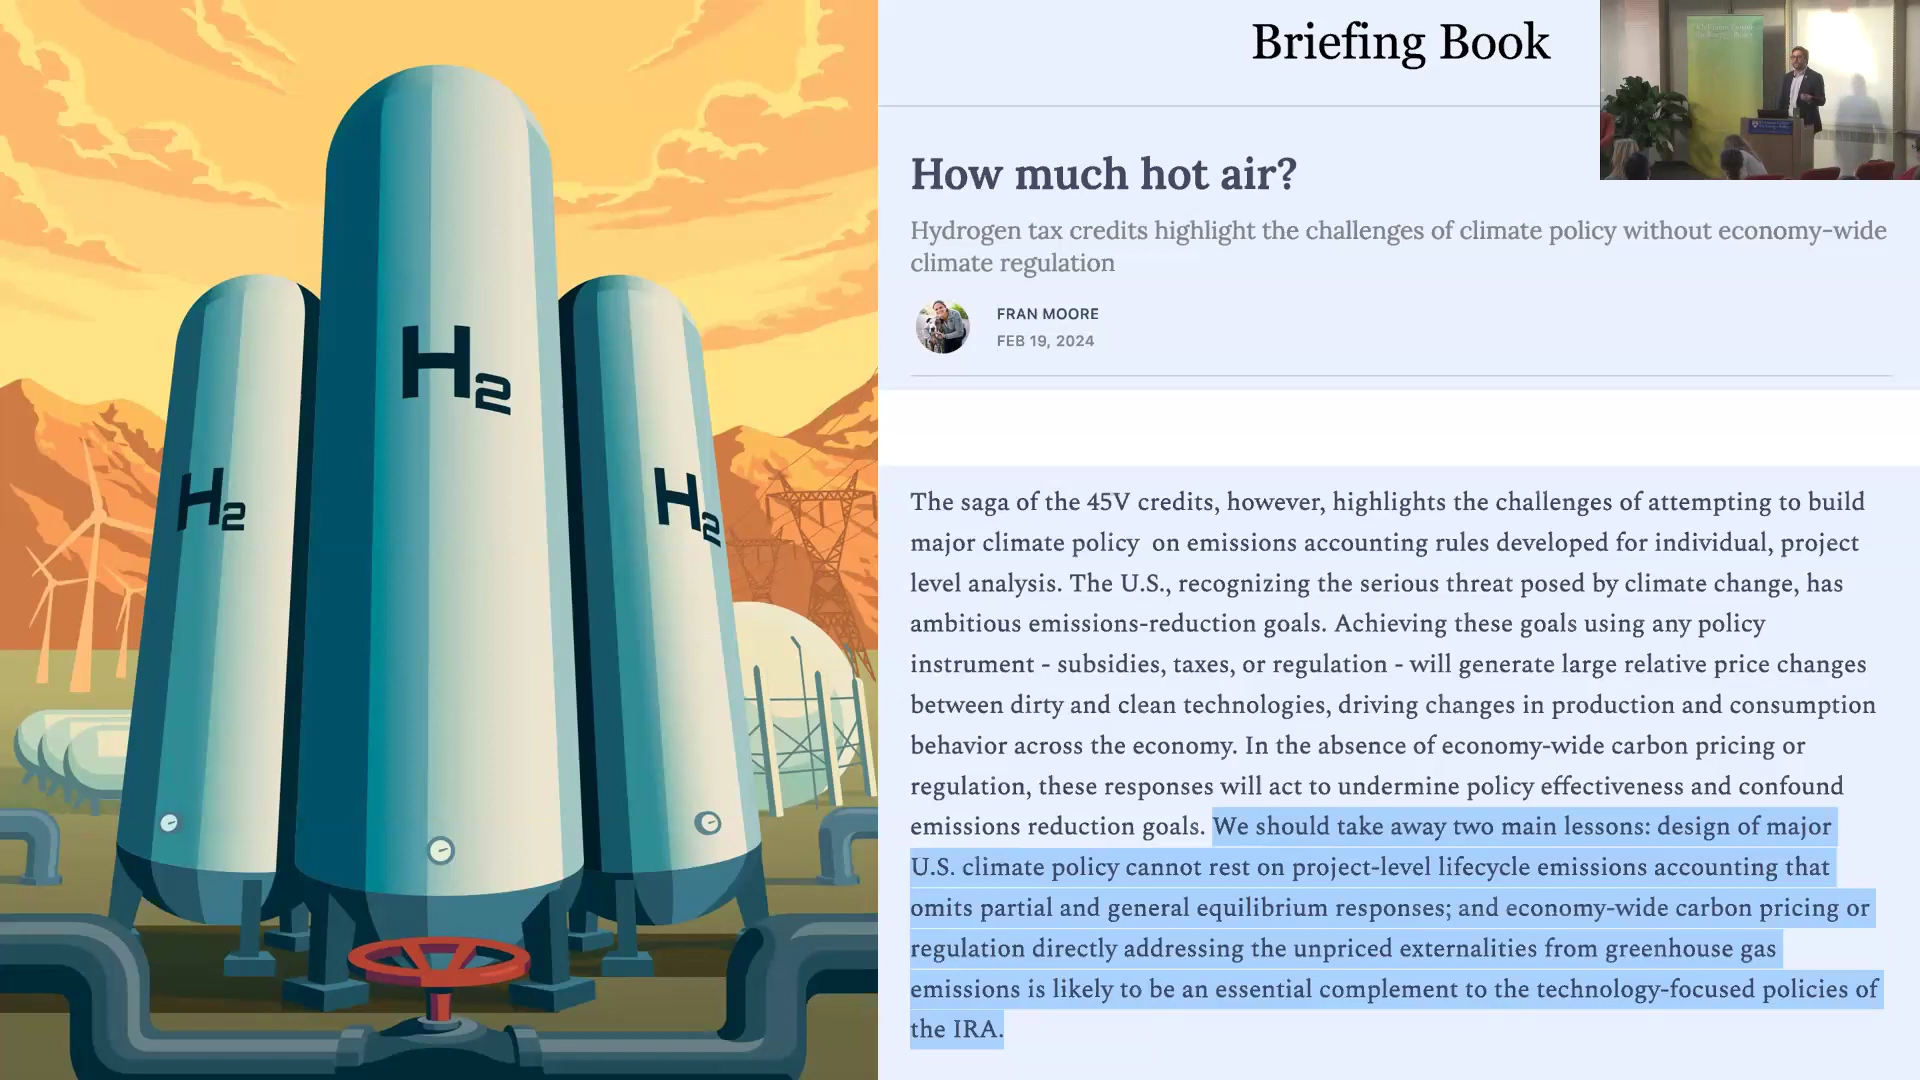 Briefing Book
How much hot air?
Hydrogen tax credits highlight the challenges of climate policy without economy-wide
climate regulation
FRAN MOORE
FEB 19, 2024
H2
H2
H2
The saga of the 45V credits, however, highlights the challenges of attempting to build
major climate policy on emissions accounting rules developed for individual, project
level analysis. The U.S., recognizing the serious threat posed by climate change, has
ambitious emissions-reduction goals. Achieving these goals using any policy
instrument - subsidies, taxes, or regulation - will generate large relative price changes
between dirty and clean technologies, driving changes in production and consumption
behavior across the economy. In the absence of economy-wide carbon pricing or
regulation, these responses will act to undermine policy effectiveness and confound
emissions reduction goals. We should take away two main lessons: design of major
U.S. climate policy cannot rest on project-level lifecycle emissions accounting that
omits partial and general equilibrium responses; and economy-wide carbon pricing or
regulation directly addressing the unpriced externalities from greenhouse gas
emissions is likely to be an essential complement to the technology-focused policies of
the IRA.